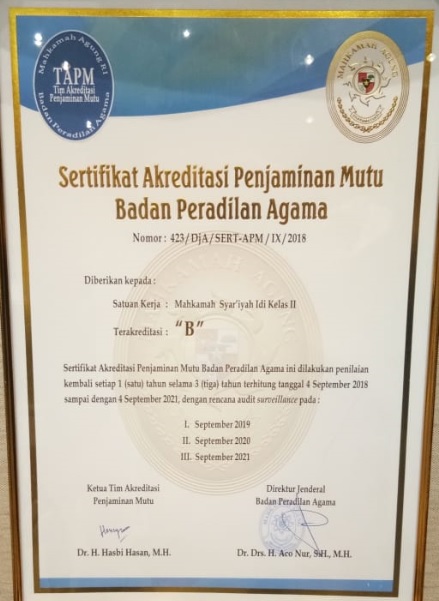 Mahkamah Agung RI
TAPM
Tim Akreditasi
Penjaminan Mutu
Badan Peradilan Agama
MAHKAMAH AGUNG
Sertifikat Akreditasi Penjaminan Mutu
Badan Peradilan Agama
Nomor : 423/DjA/SERT-APM/IX/2018
Diberikan kepada :
Satuan Kerja : Mahkamah Syar'iyah Idi Kelas II
Terakreditasi : "B"
Sertifikat Akreditasi Penjaminan Mutu Badan Peradilan Agama ini dilakukan penilaian
kembali setiap 1 (satu) tahun selama 3 (tiga) tahun terhitung tanggal 4 September 2018
sampai dengan 4 September 2021, dengan rencana audit surveillance pada :
I. September 2019
II. September 2020
III. September 2021
Ketua Tim Akreditasi
Penjaminan Mutu
Dr. H. Hasbi Hasan, M.H.
Direktur Jenderal
Badan Peradilan Agama
Dr. Drs. H. Aco Nur, S.H., M.H.